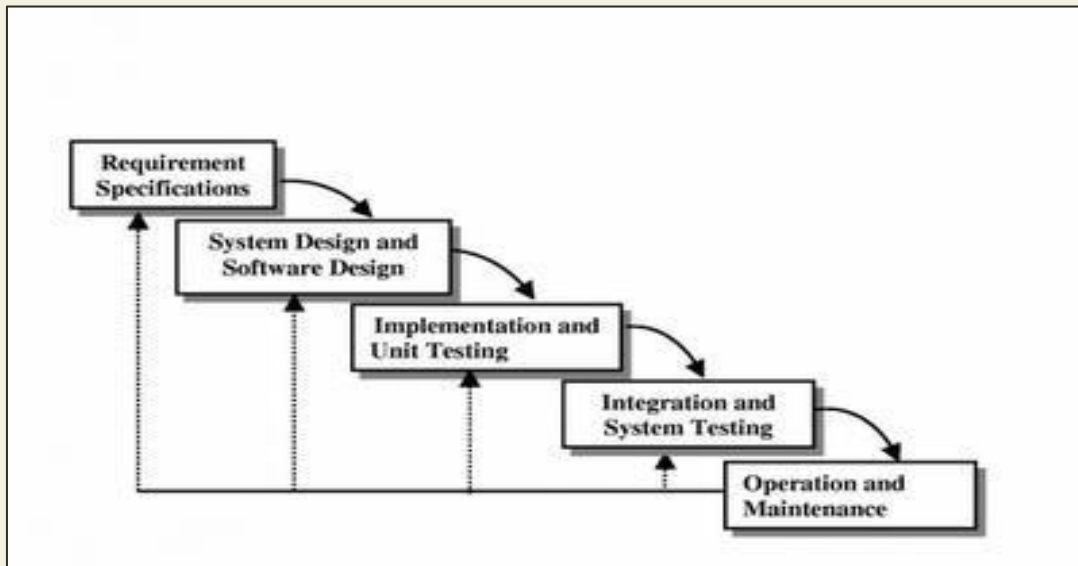 Requirement
Specifications
System Design and
Software Design
Implementation and
Unit Testing
Integration and
System Testing
Operation and
Maintenance